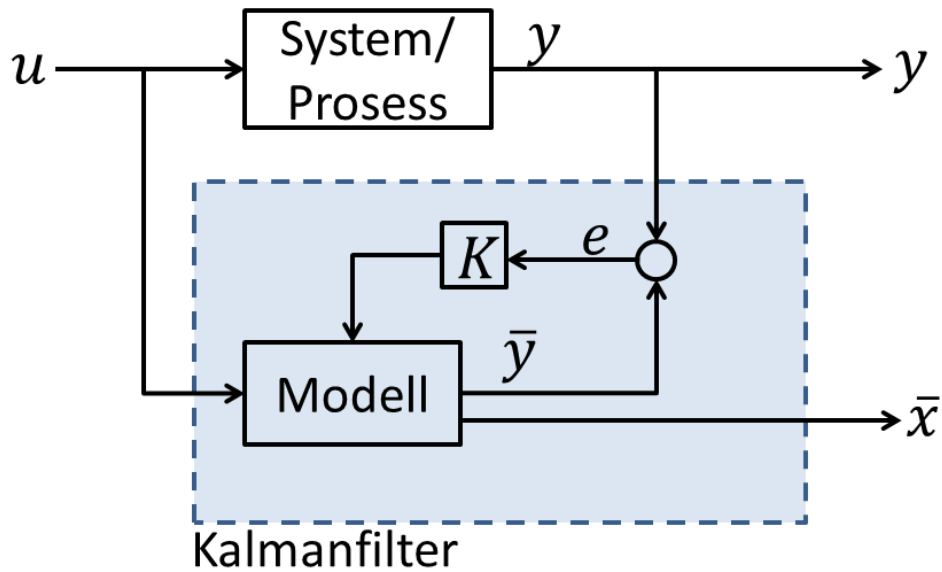 u
System/
Prosess
y
y
K
e
Modell
ȳ
x̄
Kalmanfilter